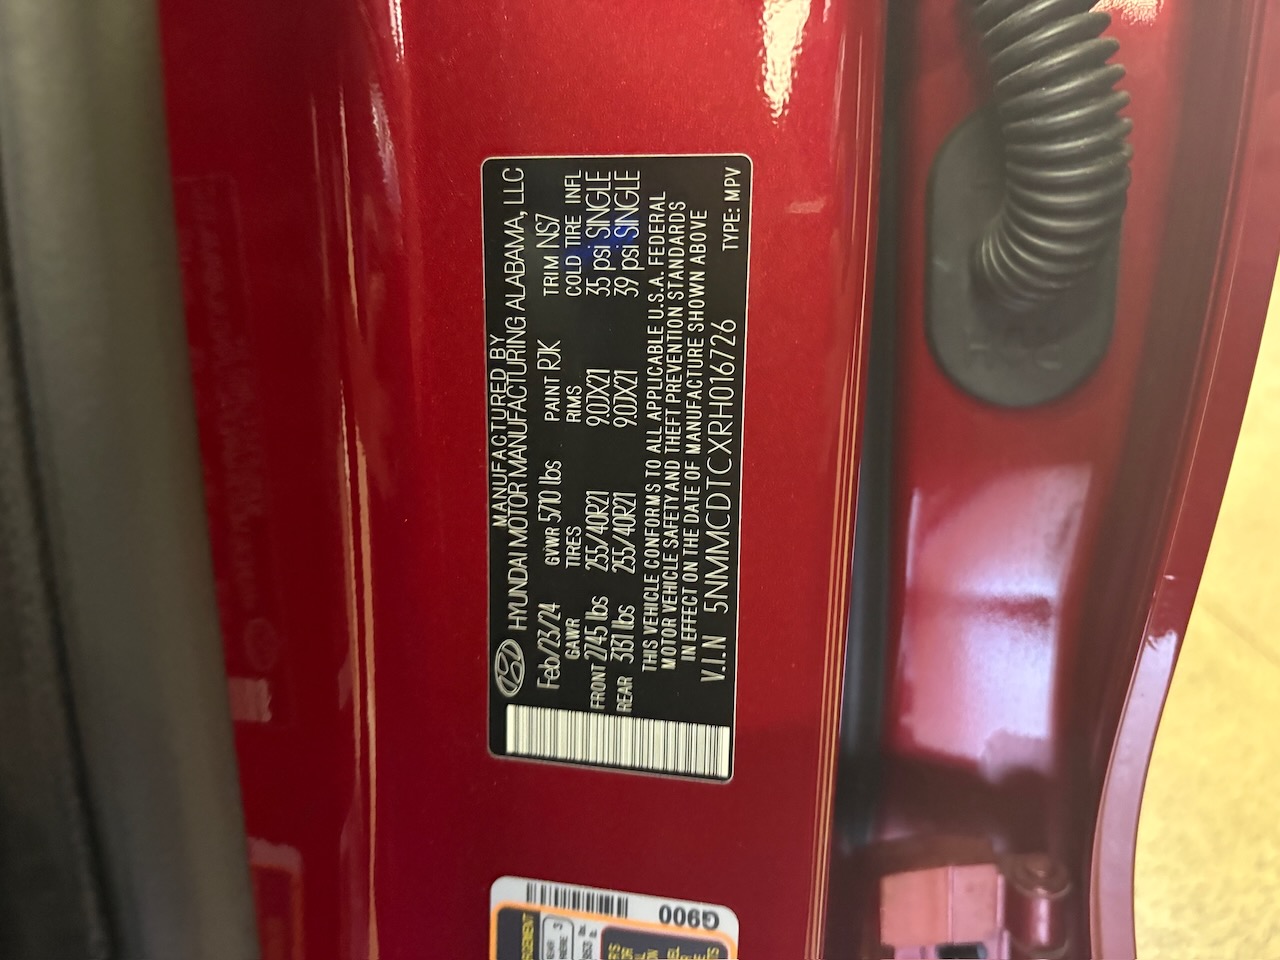 MANUFACTURED BY
HYUNDAI MOTOR MANUFACTURING ALABAMA, LLC
Feb/23/24 GVWR 5710 lbs PAINT RJK TRIM NS7
GAWR TIRES RIMS COLD TIRE INFL
FRONT 2745 lbs 255/40R21 9.0JX21 35 psi SINGLE
REAR 3131 lbs 255/40R21 9.0JX21 39 psi SINGLE
THIS VEHICLE CONFORMS TO ALL APPLICABLE U.S.A. FEDERAL
MOTOR VEHICLE SAFETY AND THEFT PREVENTION STANDARDS
IN EFFECT ON THE DATE OF MANUFACTURE SHOWN ABOVE
V.I.N 5NMMCDTCXRH016726 TYPE: MPV
G900